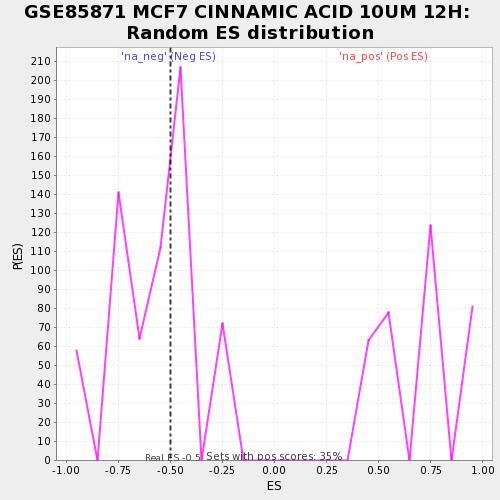 GSE85871 MCF7 CINNAMIC ACID 10UM 12H:
Random ES distribution
'na_neg' (Neg ES)
'na_pos' (Pos ES)
210
200
190
180
170
160
150
140
130
120
110
100
90
80
70
60
50
40
30
20
10
0
P(ES)
Real ES -0.5
Sets with pos scores: 35%
-1.00 -0.75 -0.50 -0.25 0.00 0.25 0.50 0.75 1.00
ES